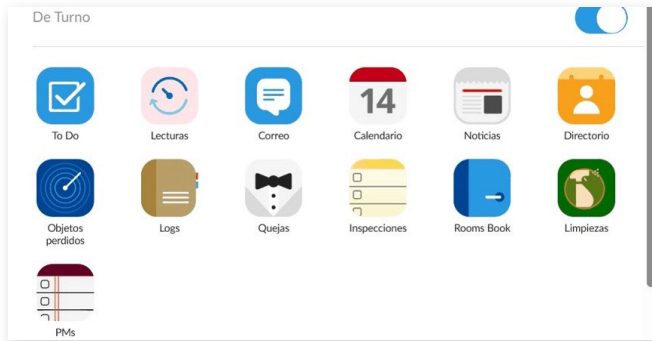 De Turno
14
To Do
Lecturas
Correo
Calendario
Noticias
Directorio
Objetos
perdidos
Logs
Quejas
Inspecciones
Rooms Book
Limpiezas
PMs